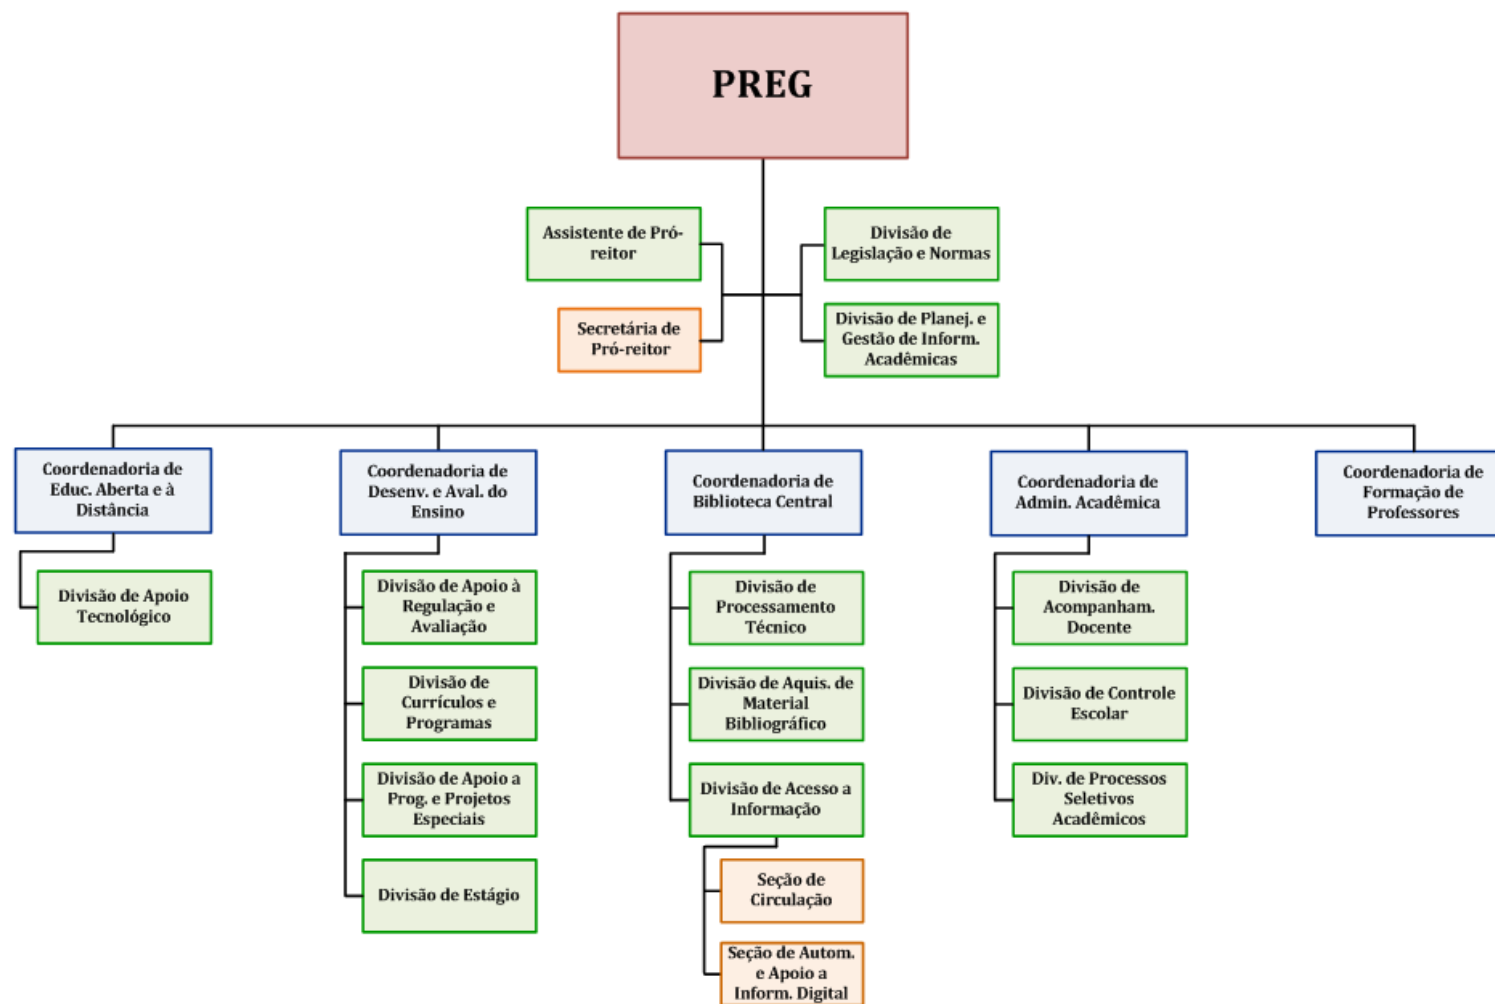 PREG
Assistente de Pró-
reitor
Divisão de
Legislação e Normas
Secretária de
Pró-reitor
Divisão de Planej. e
Gestão de Inform.
Acadêmicas
Coordenadoria de
Educ. Aberta e à
Distância
Coordenadoria de
Desenv. e Aval. do
Ensino
Coordenadoria de
Biblioteca Central
Coordenadoria de
Admin. Acadêmica
Coordenadoria de
Formação de
Professores
Divisão de Apoio
Tecnológico
Divisão de Apoio à
Regulação e
Avaliação
Divisão de
Currículos e
Programas
Divisão de Apoio a
Prog. e Projetos
Especiais
Divisão de Estágio
Divisão de
Processamento
Técnico
Divisão de Aquis. de
Material
Bibliográfico
Divisão de Acesso a
Informação
Seção de
Circulação
Seção de Autom.
e Apoio a
Inform. Digital
Divisão de
Acompanham.
Docente
Divisão de Controle
Escolar
Div. de Processos
Seletivos
Acadêmicos